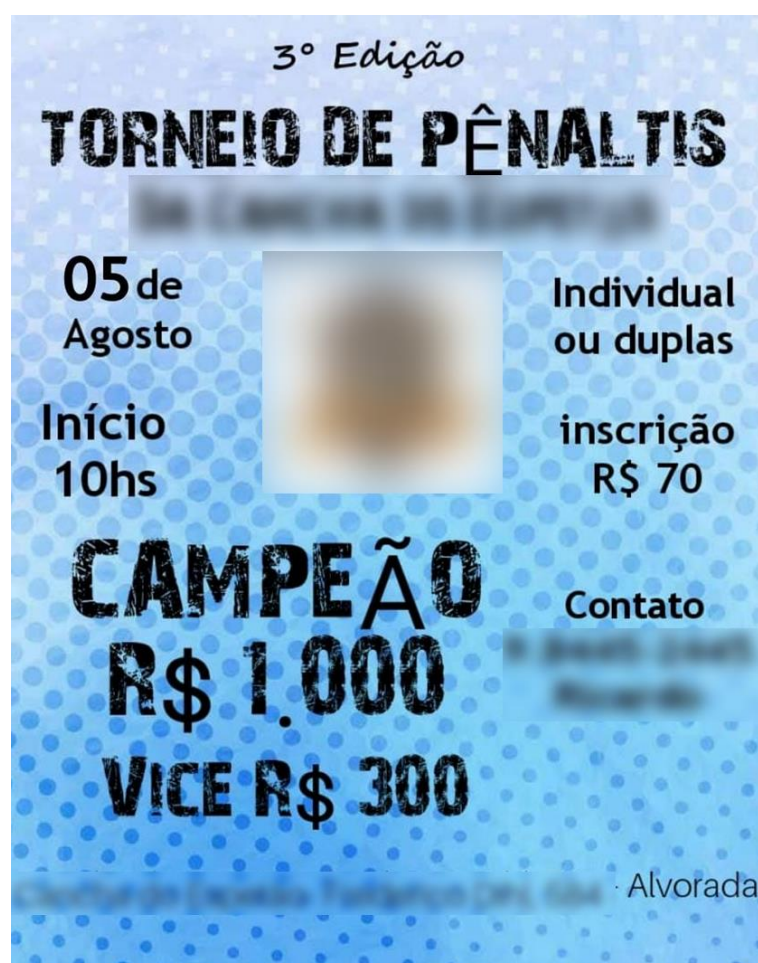 3º Edição
TORNEIO DE PÊNALTIS
05 de
Agosto
Início
10hs
Individual
ou duplas
inscrição
R$ 70
CAMPEÃO
R$ 1.000
VICE R$ 300
Contato
· Alvorada